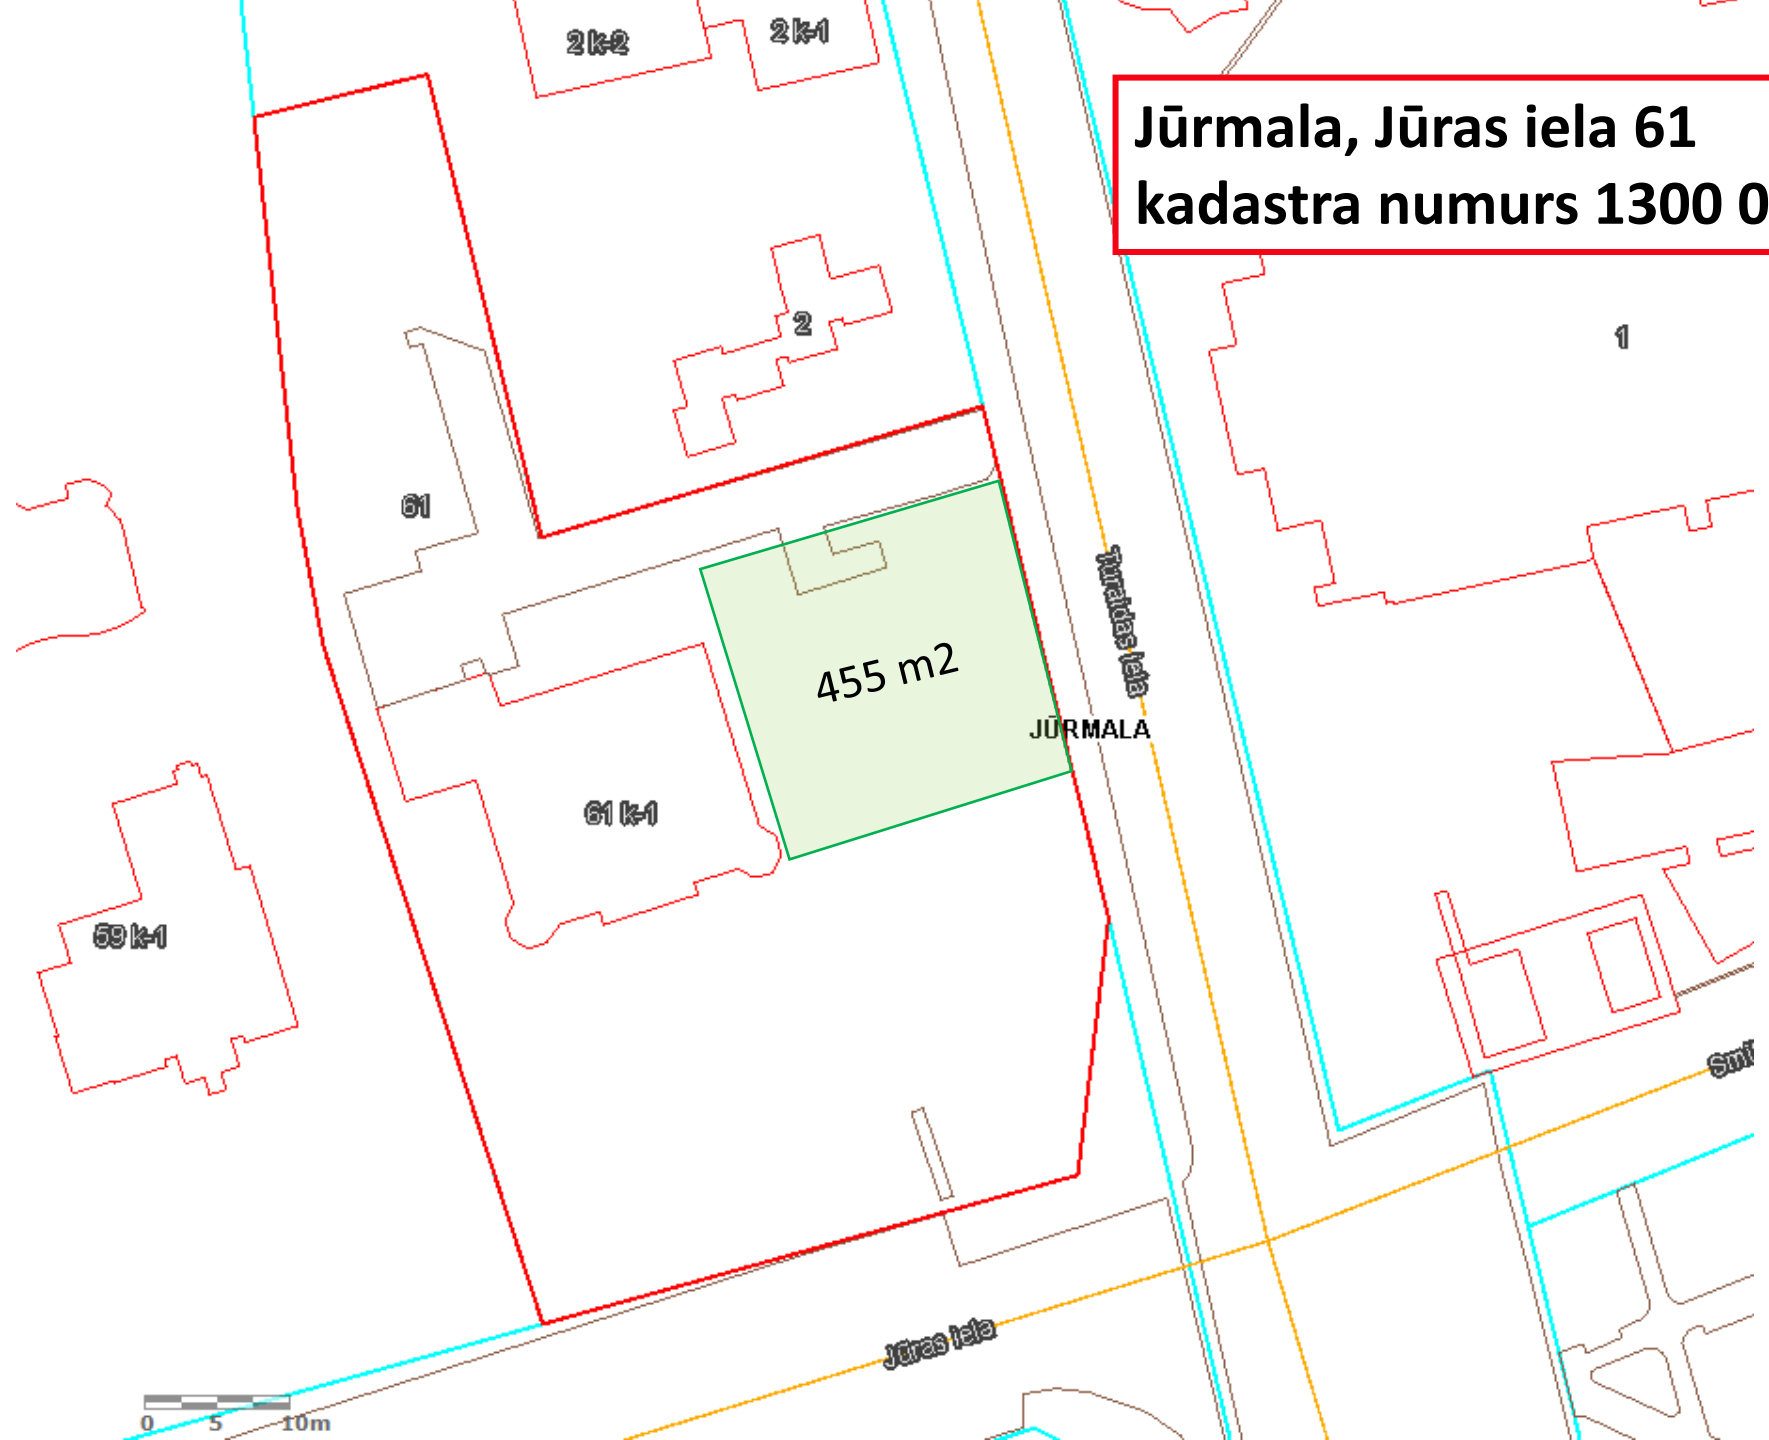 2 k-2
2 k-1
Jūrmala, Jūras iela 61
kadastra numurs 1300 0
2
1
61
Turaidas iela
455 m2
JŪRMALA
61 k-1
59 k-1
Smi
Jūras iela
0 5 10m